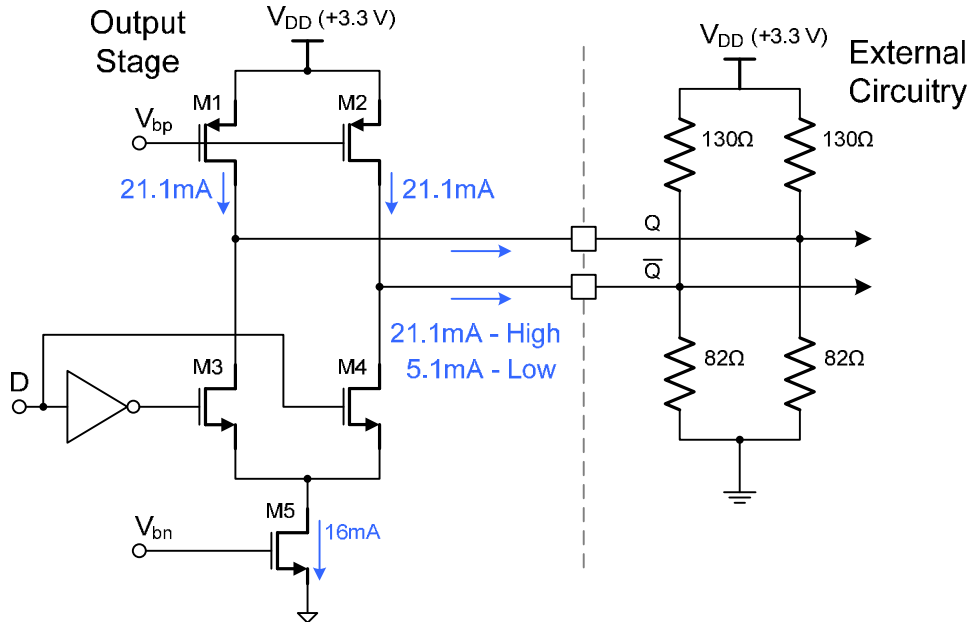 Output
Stage
VDD (+3.3 V)
VDD (+3.3 V)
External
Circuitry
M1
M2
Vbp
130Ω
130Ω
21.1mA
21.1mA
Q
Q̅
21.1mA - High
5.1mA - Low
M3
M4
82Ω
82Ω
D
M5
Vbn
16mA